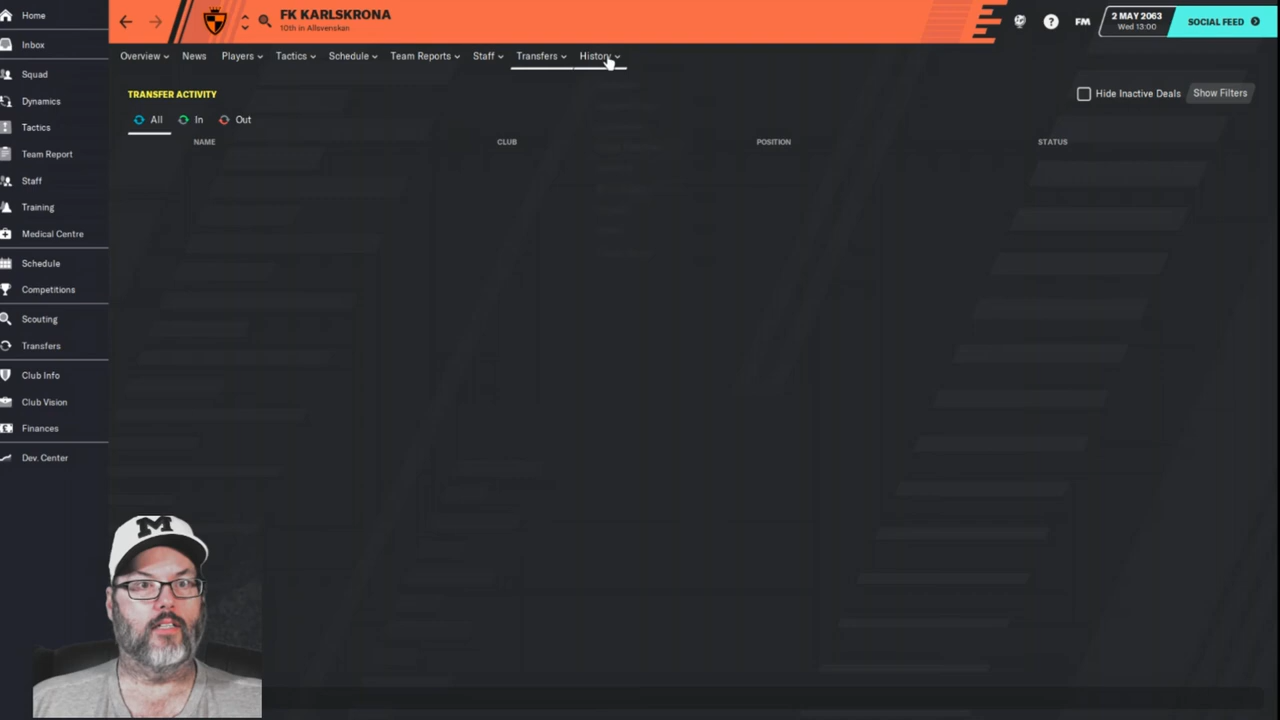 FK KARLSKRONA
10th in Allsvenskan
FM
2 MAY 2063
Wed 13:00
SOCIAL FEED
Home
Inbox
Squad
Dynamics
Tactics
Team Report
Staff
Training
Medical Centre
Schedule
Competitions
Scouting
Transfers
Club Info
Club Vision
Finances
Dev. Center
Overview
News
Players
Tactics
Schedule
Team Reports
Staff
Transfers
History
TRANSFER ACTIVITY
Hide Inactive Deals
Show Filters
All
In
Out
NAME
CLUB
POSITION
STATUS
M